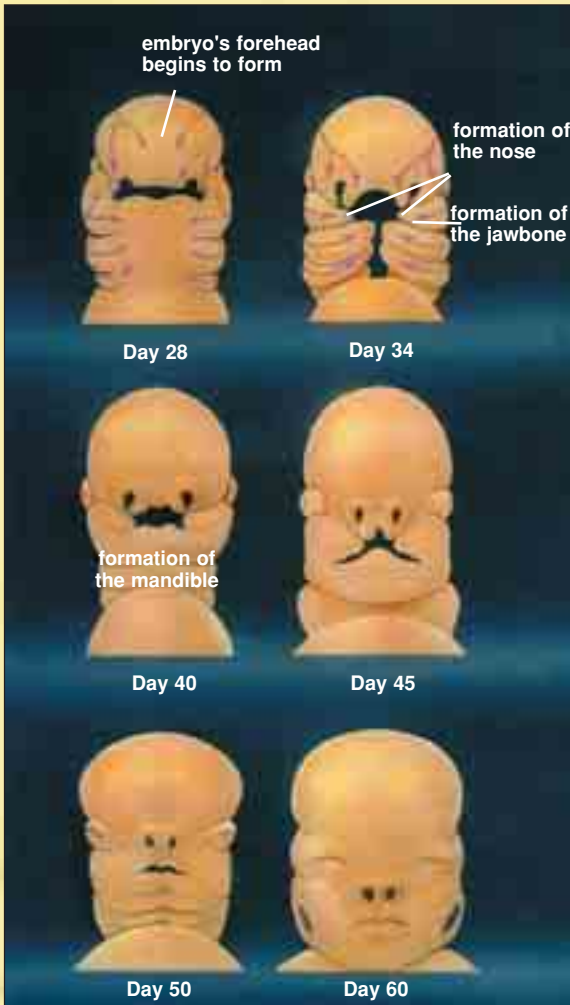 embryo's forehead
begins to form
formation of
the nose
formation of
the jawbone
Day 28
Day 34
formation of
the mandible
Day 40
Day 45
Day 50
Day 60